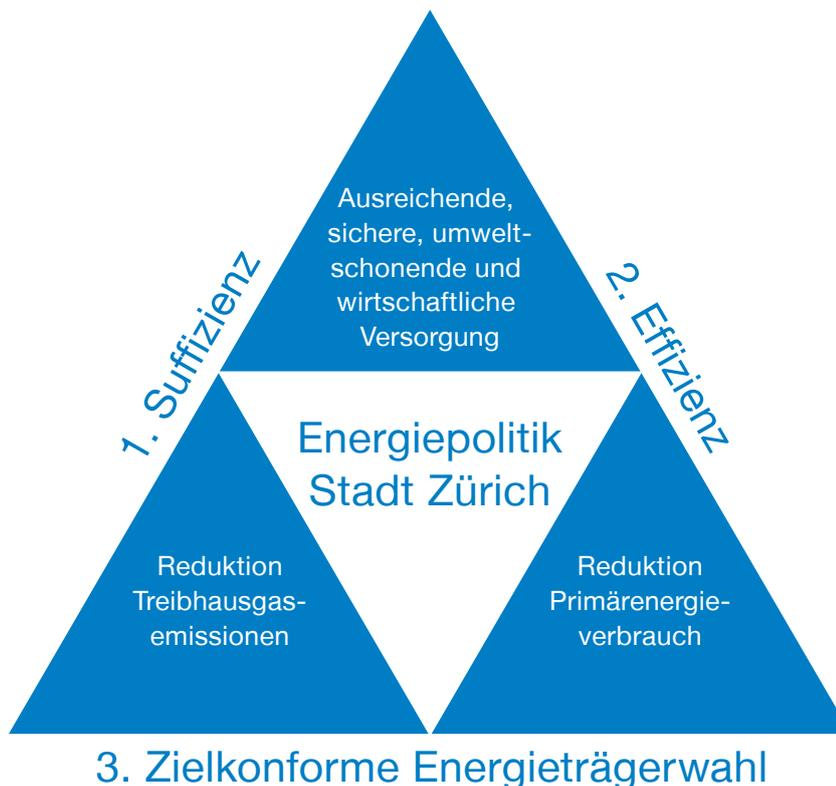 Ausreichende,
sichere, umwelt-
schonende und
wirtschaftliche
Versorgung
1. Suffizienz
2. Effizienz
Energiepolitik
Stadt Zürich
Reduktion
Treibhausgas-
emissionen
Reduktion
Primärenergie-
verbrauch
3. Zielkonforme Energieträgerwahl